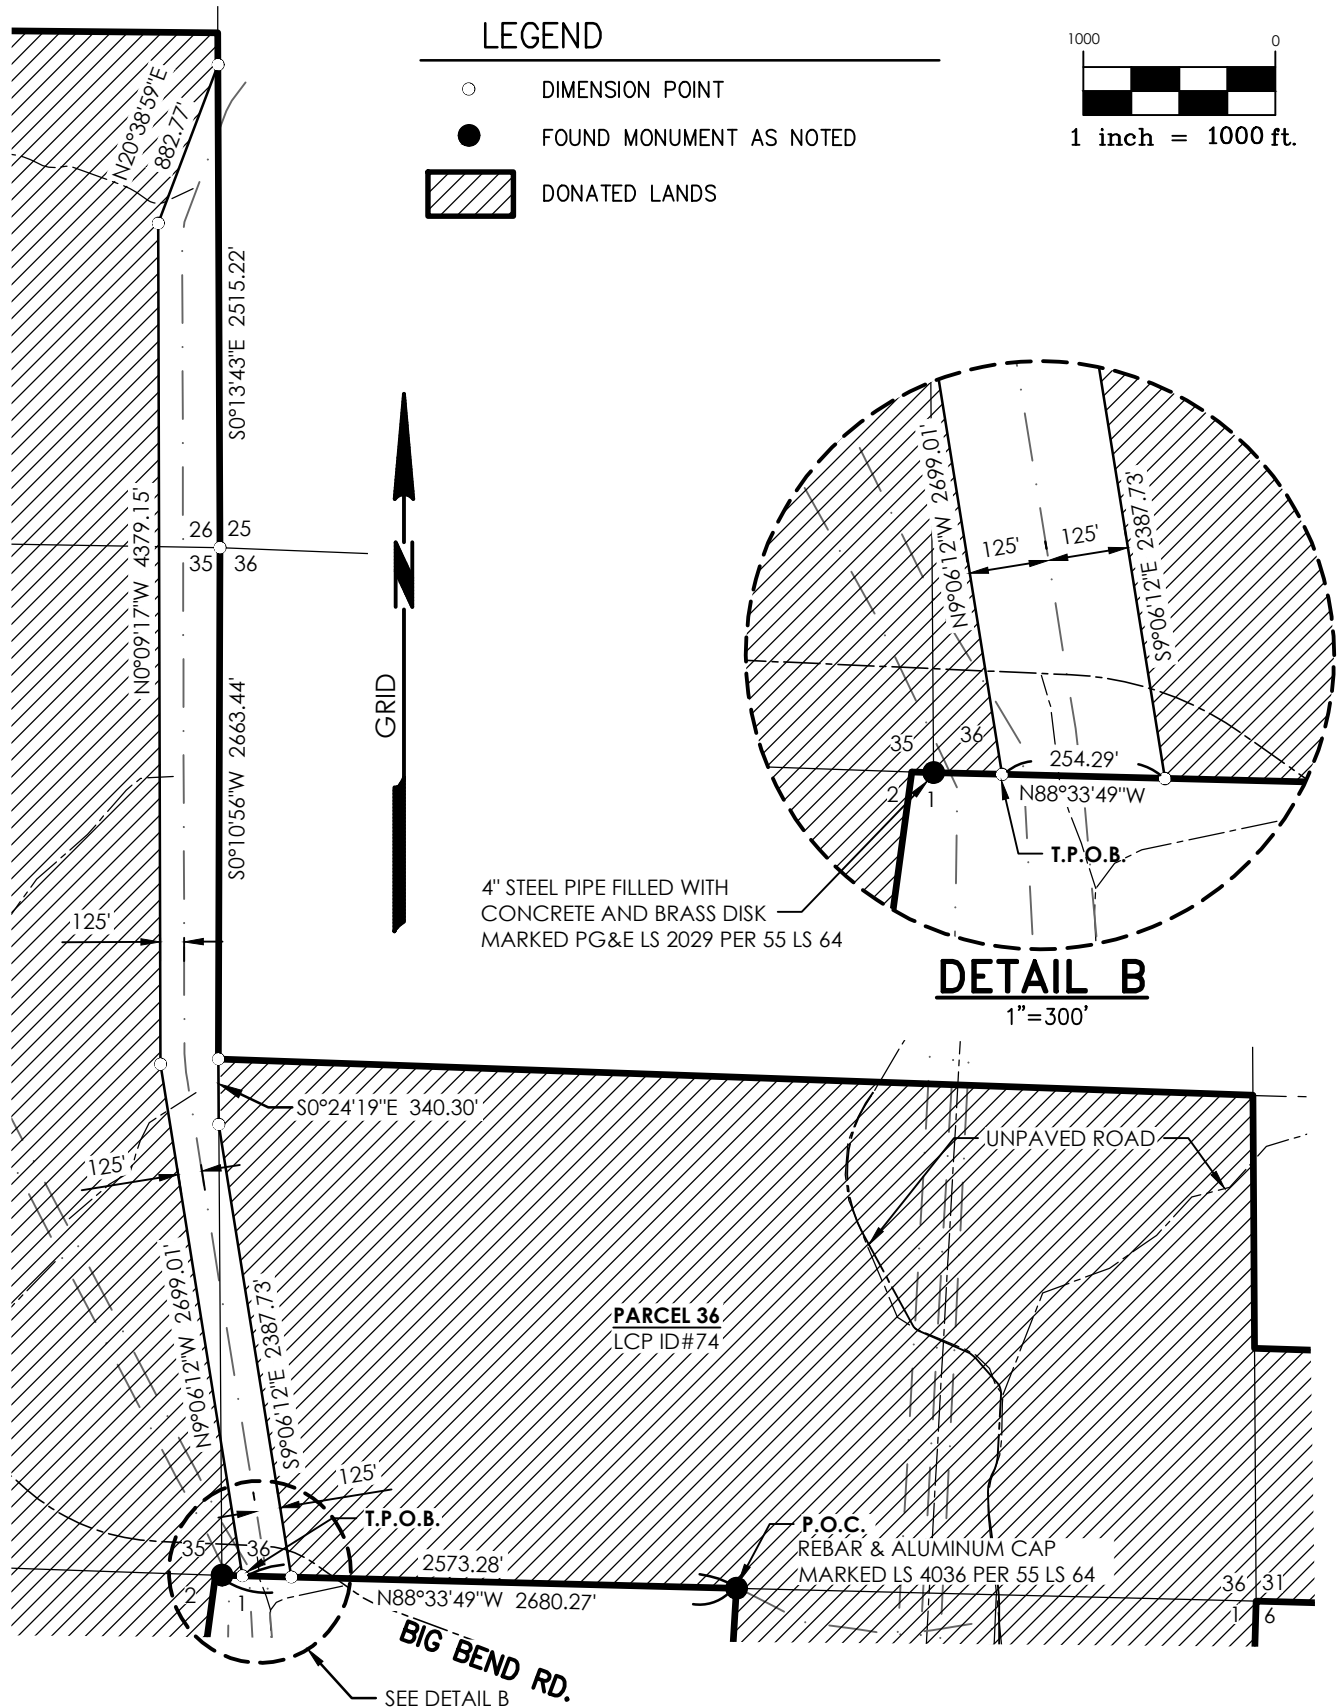 LEGEND
DIMENSION POINT
FOUND MONUMENT AS NOTED
DONATED LANDS
1000 0
1 inch = 1000 ft.
N20°38'59"E
882.77'
S0°13'43"E 2515.22'
26 25
35 36
N0°09'17"W 4379.15'
S0°10'56"W 2663.44'
GRID
N
125'
N9°06'12"W 2699.01'
S9°06'12"E 2387.73'
125' 125'
35 36
2 1
254.29'
N88°33'49"W
T.P.O.B.
4" STEEL PIPE FILLED WITH
CONCRETE AND BRASS DISK
MARKED PG&E LS 2029 PER 55 LS 64
DETAIL B
1"=300'
S0°24'19"E 340.30'
UNPAVED ROAD
125'
N9°06'12"W 2699.01'
S9°06'12"E 2387.73'
PARCEL 36
LCP ID#74
125'
T.P.O.B.
35 36
2 1
2573.28'
N88°33'49"W 2680.27'
P.O.C.
REBAR & ALUMINUM CAP
MARKED LS 4036 PER 55 LS 64
36 31
1 6
BIG BEND RD.
SEE DETAIL B